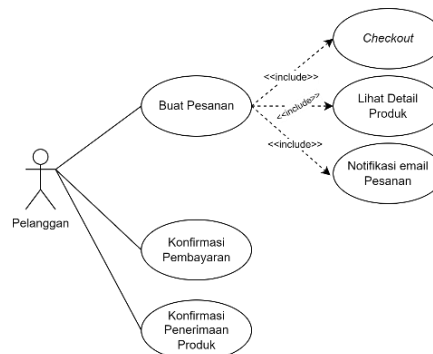 Checkout
<<include>>
Buat Pesanan
<<include>>
Lihat Detail
Produk
<<include>>
Notifikasi email
Pesanan
Pelanggan
Konfirmasi
Pembayaran
Konfirmasi
Penerimaan
Produk